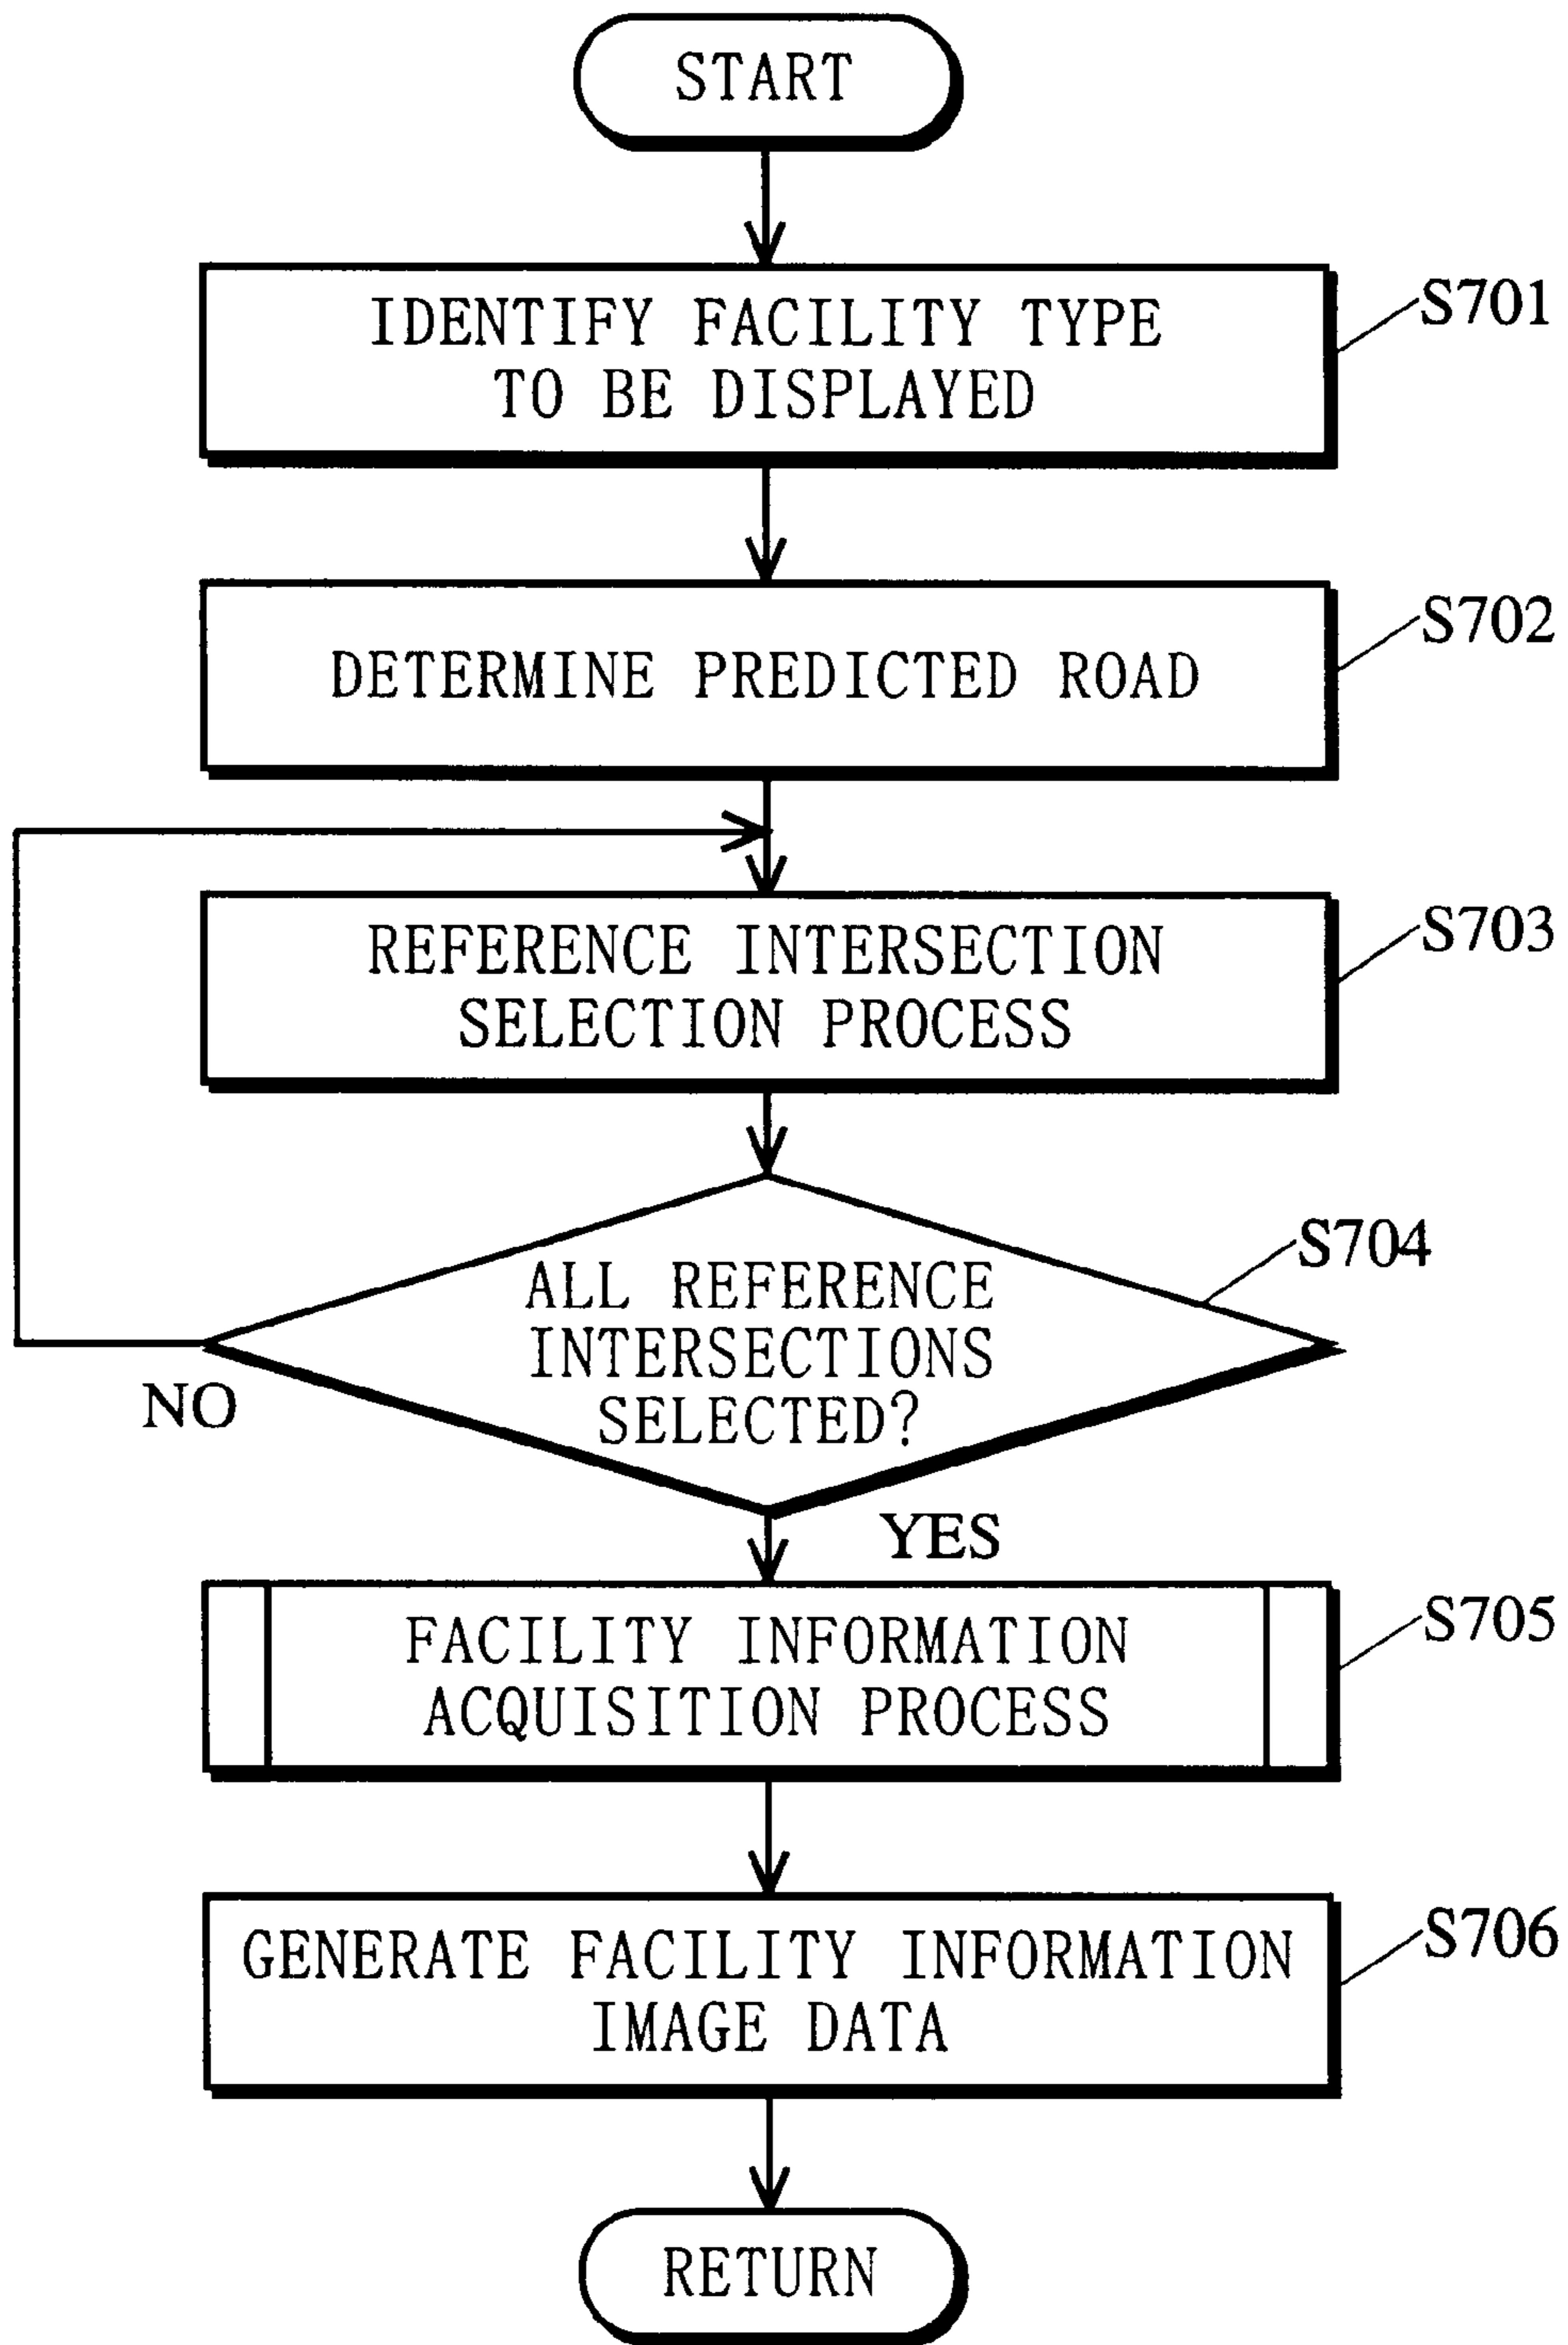 START
IDENTIFY FACILITY TYPE
TO BE DISPLAYED
S701
DETERMINE PREDICTED ROAD
S702
REFERENCE INTERSECTION
SELECTION PROCESS
S703
ALL REFERENCE
INTERSECTIONS
SELECTED?
S704
NO
YES
FACILITY INFORMATION
ACQUISITION PROCESS
S705
GENERATE FACILITY INFORMATION
IMAGE DATA
S706
RETURN